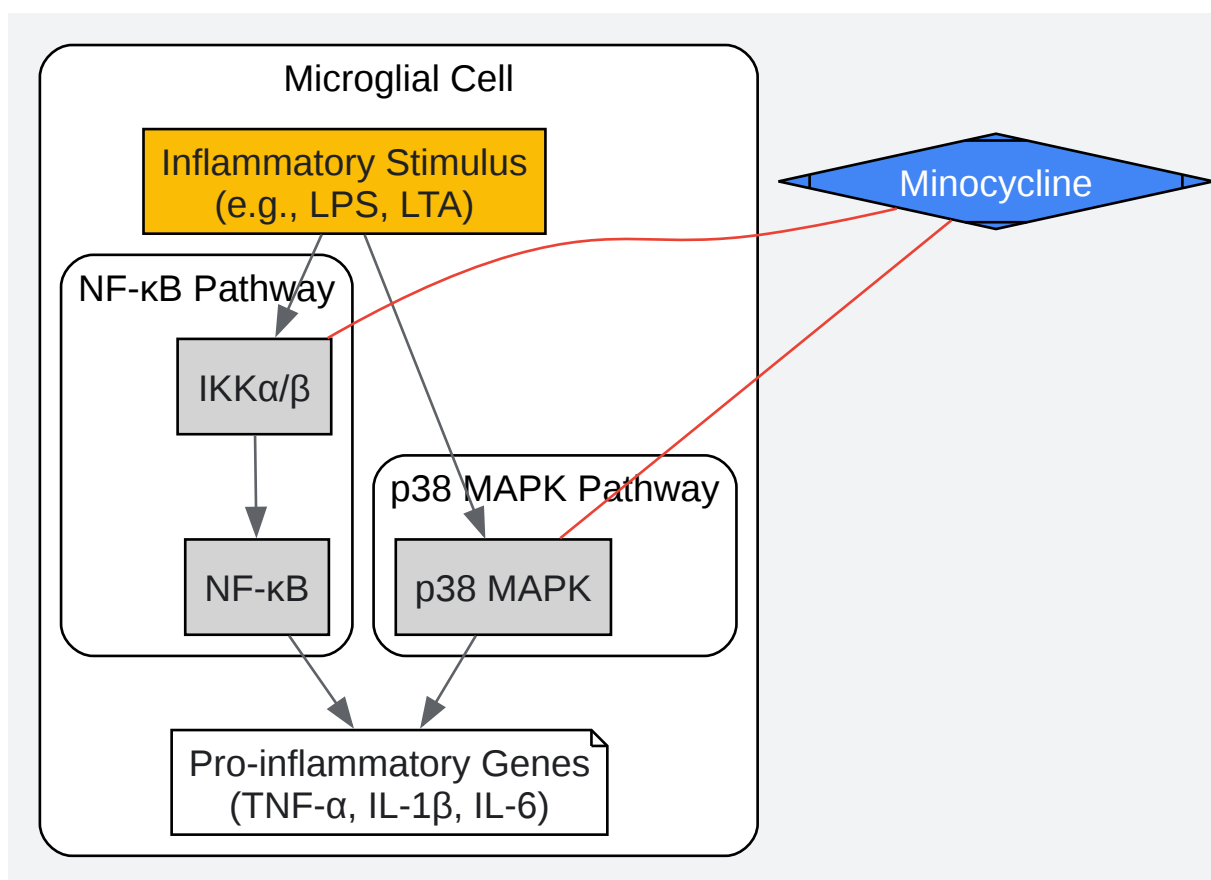 Microglial Cell
Inflammatory Stimulus
(e.g., LPS, LTA)
Minocycline
NF-κB Pathway
IKKα/β
p38 MAPK Pathway
NF-κB
p38 MAPK
Pro-inflammatory Genes
(TNF-α, IL-1β, IL-6)